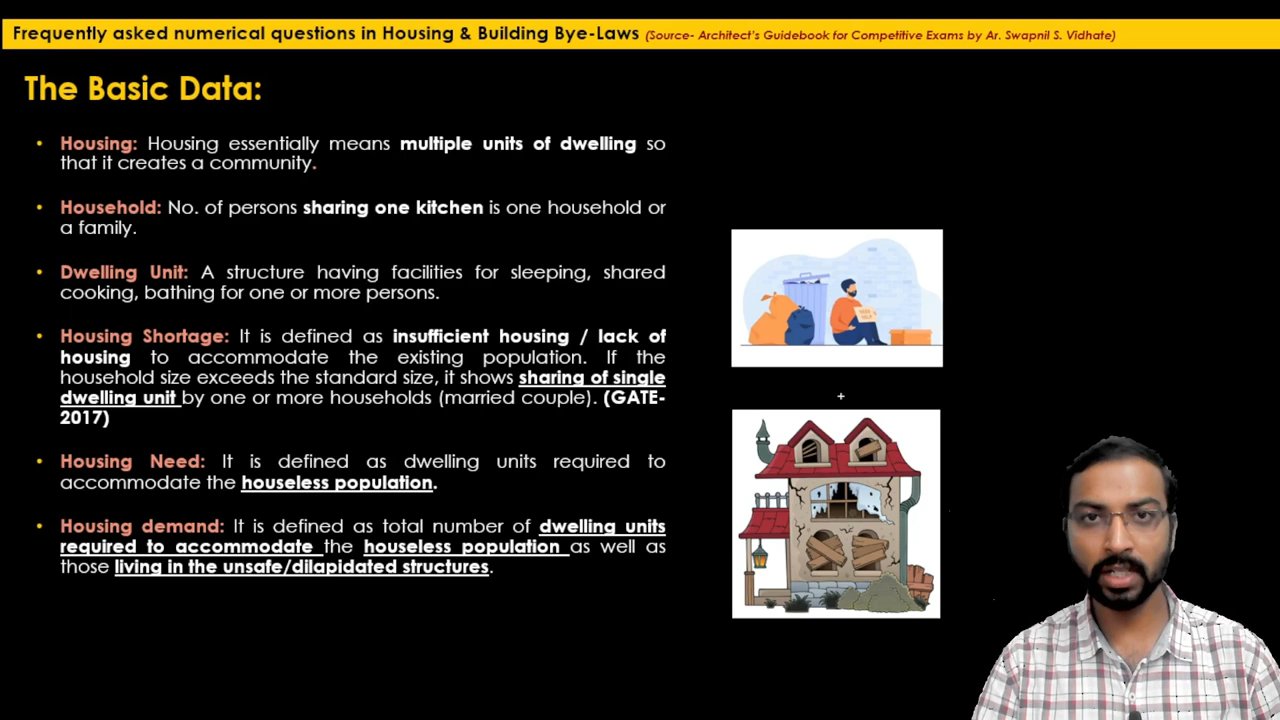 Frequently asked numerical questions in Housing & Building Bye-Laws (Source- Architect's Guidebook for Competitive Exams by Ar. Swapnil S. Vidhate)
The Basic Data:
• Housing: Housing essentially means multiple units of dwelling so
that it creates a community.
• Household: No. of persons sharing one kitchen is one household or
a family.
• Dwelling Unit: A structure having facilities for sleeping, shared
cooking, bathing for one or more persons.
• Housing Shortage: It is defined as insufficient housing / lack of
housing to accommodate the existing population. If the
household size exceeds the standard size, it shows sharing of single
dwelling unit by one or more households (married couple). (GATE-
2017)
• Housing Need: It is defined as dwelling units required to
accommodate the houseless population.
• Housing demand: It is defined as total number of dwelling units
required to accommodate the houseless population as well as
those living in the unsafe/dilapidated structures.
+